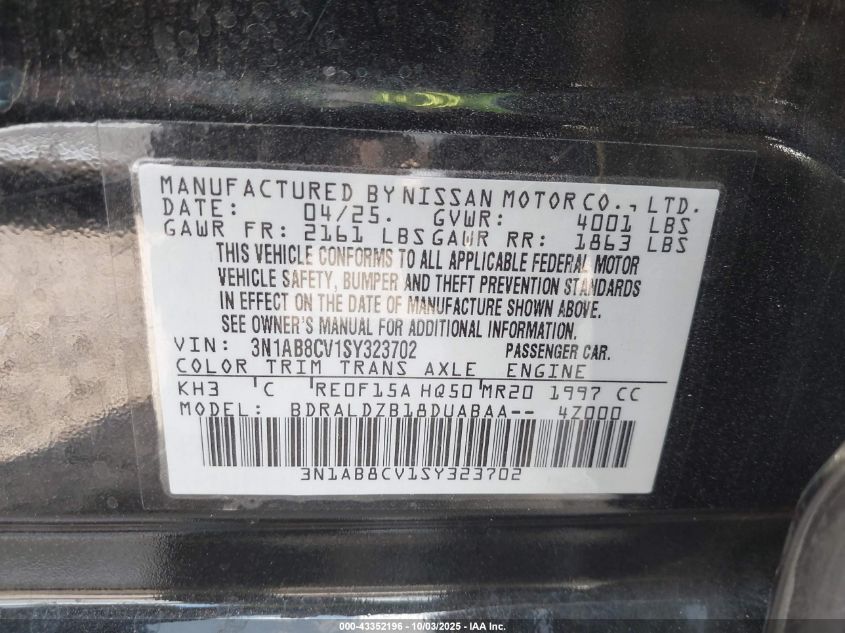 MANUFACTURED BY NISSAN MOTOR CO., LTD.
DATE: 04/25. GVWR: 4001 LBS
GAWR FR: 2161 LBS GAWR RR: 1863 LBS
THIS VEHICLE CONFORMS TO ALL APPLICABLE FEDERAL MOTOR
VEHICLE SAFETY, BUMPER AND THEFT PREVENTION STANDARDS
IN EFFECT ON THE DATE OF MANUFACTURE SHOWN ABOVE.
SEE OWNER'S MANUAL FOR ADDITIONAL INFORMATION.
VIN: 3N1AB8CV1SY323702 PASSENGER CAR.
COLOR TRIM TRANS AXLE ENGINE
KH3 C RE0F15A HQ50 MR20 1997 CC
MODEL: BDRALDZB18DUABAA-- 4Z000
3N1AB8CV1SY323702
000-43352196 - 10/03/2025 - IAA Inc.